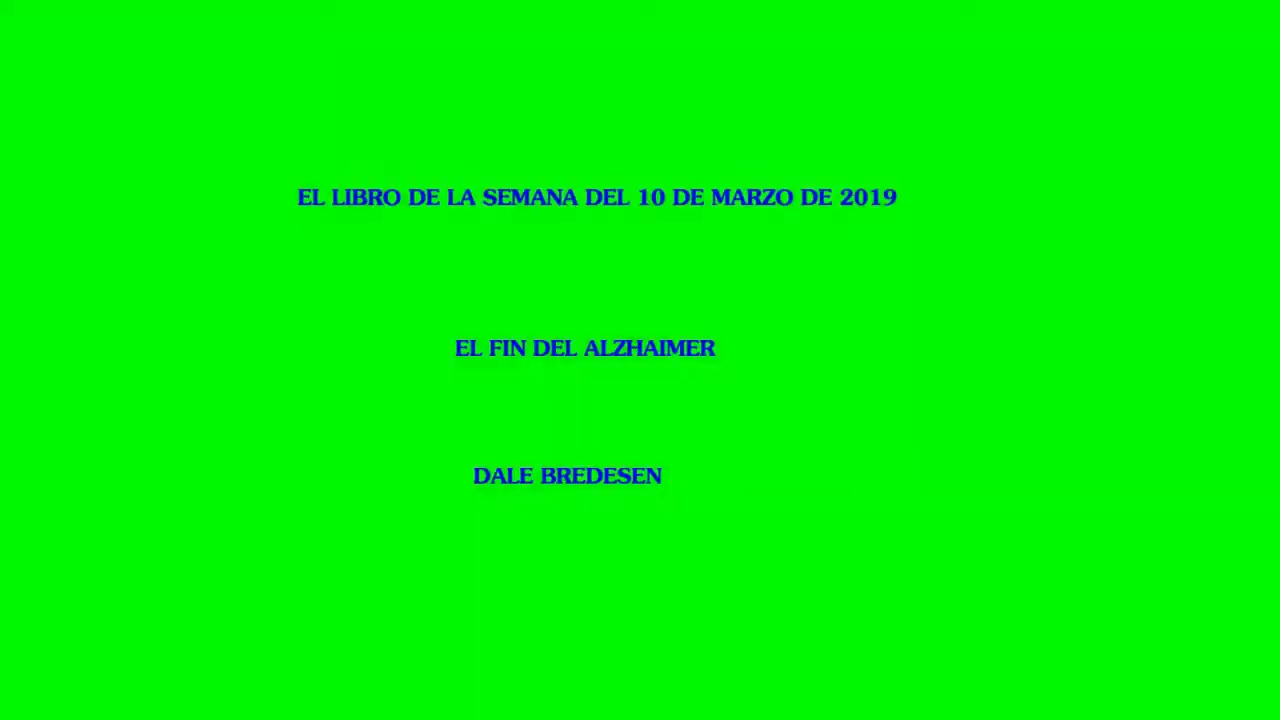 EL LIBRO DE LA SEMANA DEL 10 DE MARZO DE 2019
EL FIN DEL ALZHAIMER
DALE BREDESEN